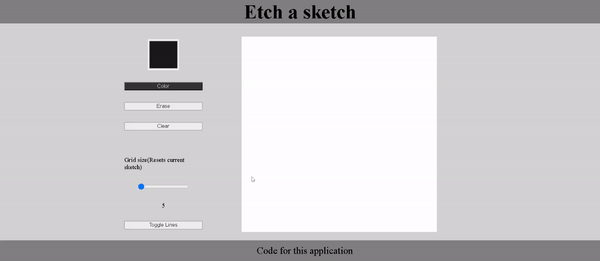 Etch a sketch
Color
Erase
Clear
Grid size(Resets current
sketch)
5
Toggle Lines
Code for this application